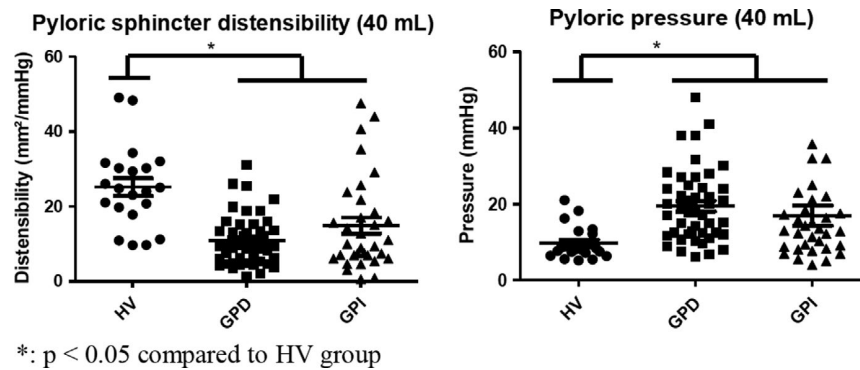 Pyloric sphincter distensibility (40 mL)
Distensibility (mm²/mmHg)
60
40
20
0
*
HV
GPD
GPI
Pyloric pressure (40 mL)
Pressure (mmHg)
60
40
20
0
*
HV
GPD
GPI
*: p < 0.05 compared to HV group